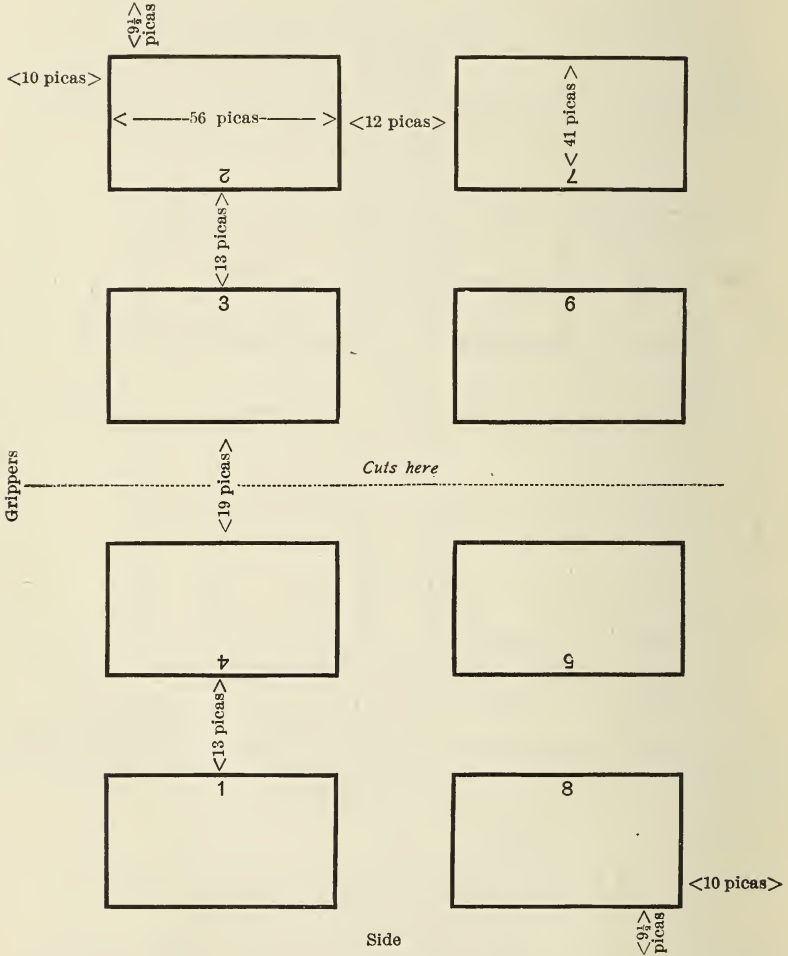 <9½>
picas
<10 picas>
< ——56 picas-—— >
<12 picas>
<41 picas>
2
7
<13 picas>
3
6
Grippers
<19 picas>
Cuts here
4
5
<13 picas>
1
8
<10 picas>
<9½>
picas
Side